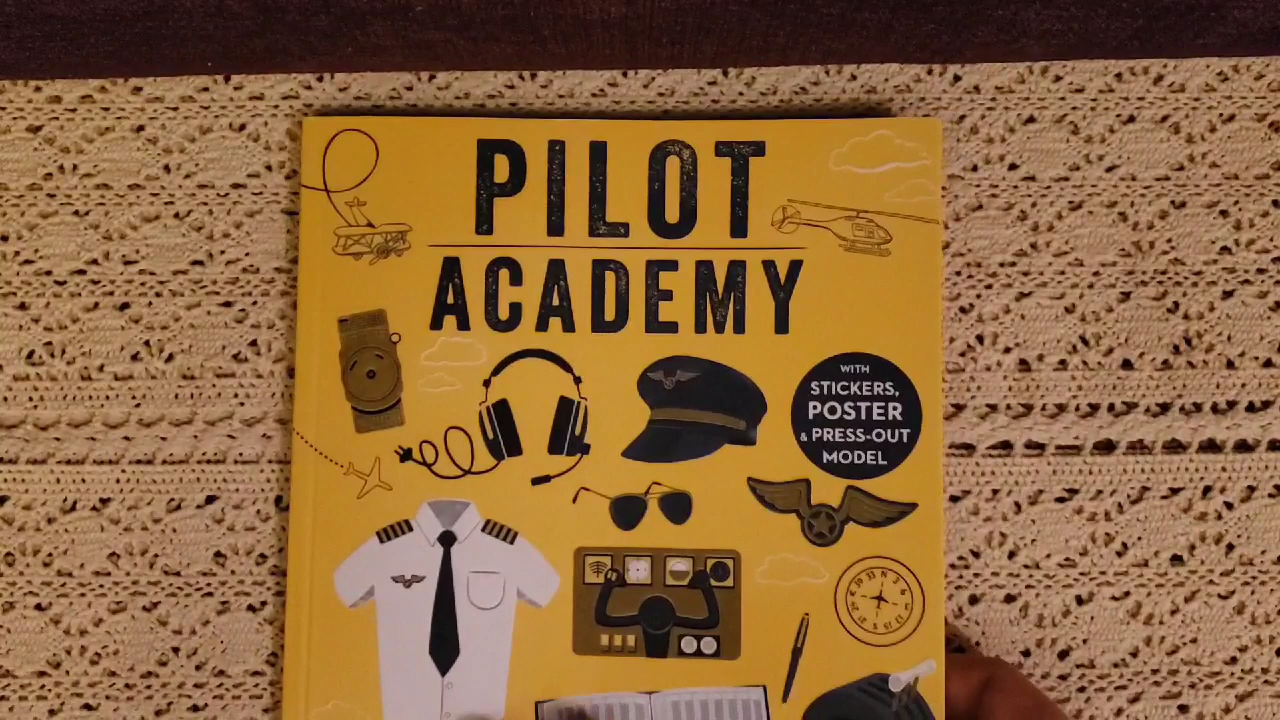 PILOT
ACADEMY
WITH
STICKERS,
POSTER
& PRESS-OUT
MODEL